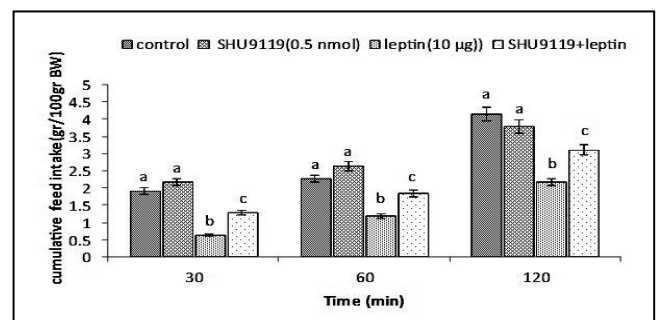 control SHU9119(0.5 nmol) leptin(10 µg)) SHU9119+leptin
cumulative feed intake(gr/100gr BW)
5
4.5
4
3.5
3
2.5
2
1.5
1
0.5
0
a a b c
a a b c
a a b c
30 60 120
Time (min)